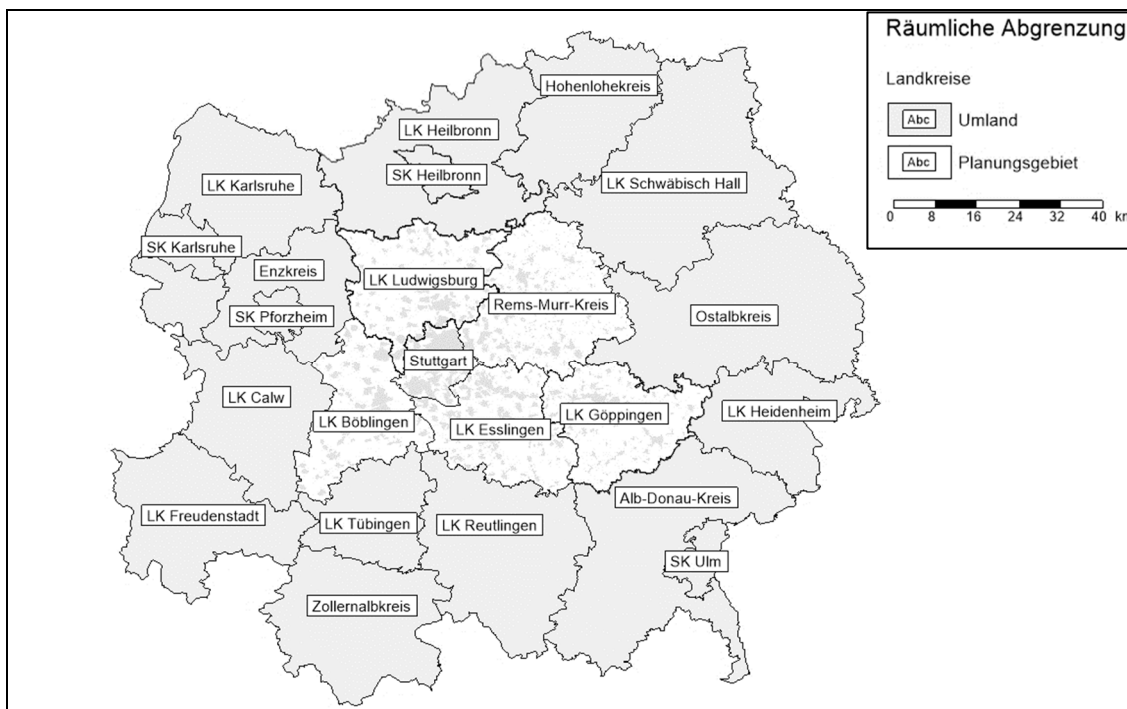 Räumliche Abgrenzung
Landkreise
Abc Umland
Abc Planungsgebiet
0 8 16 24 32 40 km
Hohenlohekreis
LK Heilbronn
SK Heilbronn
LK Karlsruhe
LK Schwäbisch Hall
SK Karlsruhe
Enzkreis
LK Ludwigsburg
Rems-Murr-Kreis
SK Pforzheim
Ostalbkreis
Stuttgart
LK Calw
LK Böblingen
LK Esslingen
LK Göppingen
LK Heidenheim
Alb-Donau-Kreis
LK Freudenstadt
LK Tübingen
LK Reutlingen
SK Ulm
Zollernalbkreis